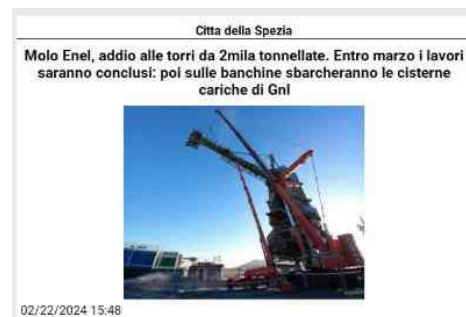 Citta della Spezia
Molo Enel, addio alle torri da 2mila tonnellate. Entro marzo i lavori
saranno conclusi: poi sulle banchine sbarcheranno le cisterne
cariche di Gnl
02/22/2024 15:48